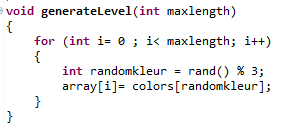 void generateLevel(int maxlength)
{
    for (int i= 0 ; i< maxlength; i++)
    {
        int randomkleur = rand() % 3;
        array[i]= colors[randomkleur];
    }
}